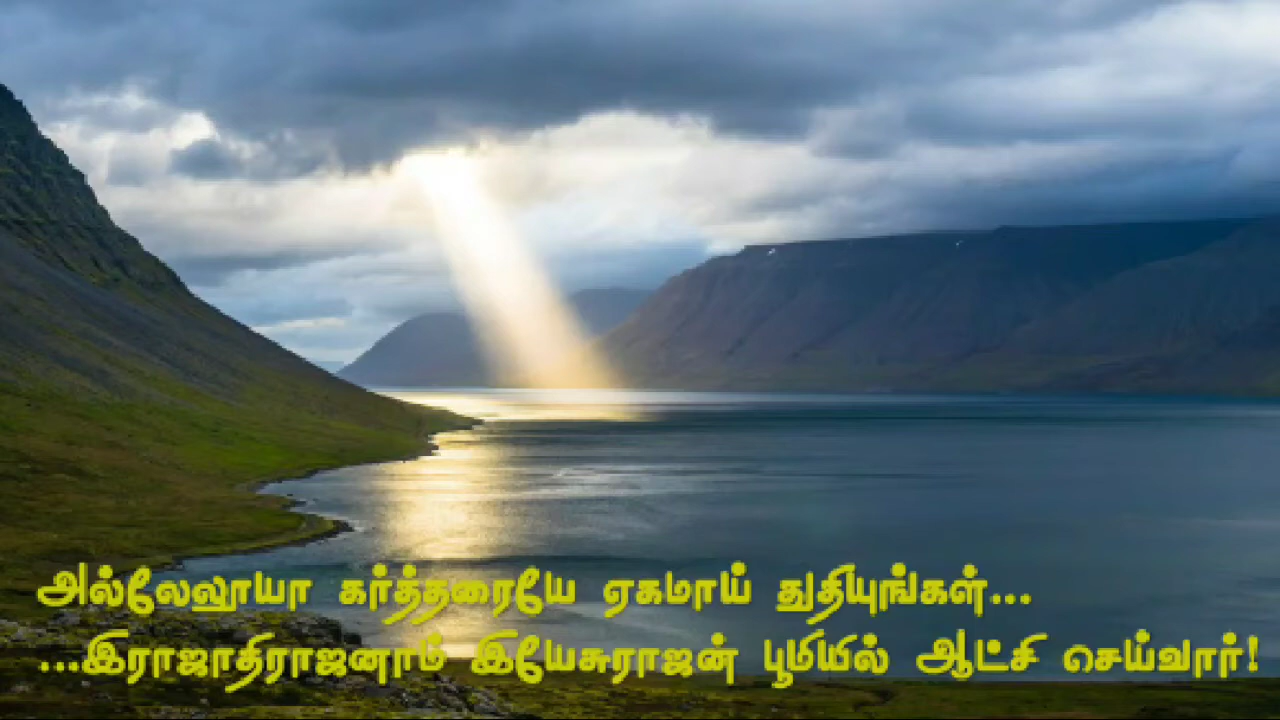 அல்லேலூயா கர்த்தரையே ஏகமாய் துதியுங்கள்...
...இராஜாதிராஜனாம் இயேசுராஜன் பூமியில் ஆட்சி செய்வார்!